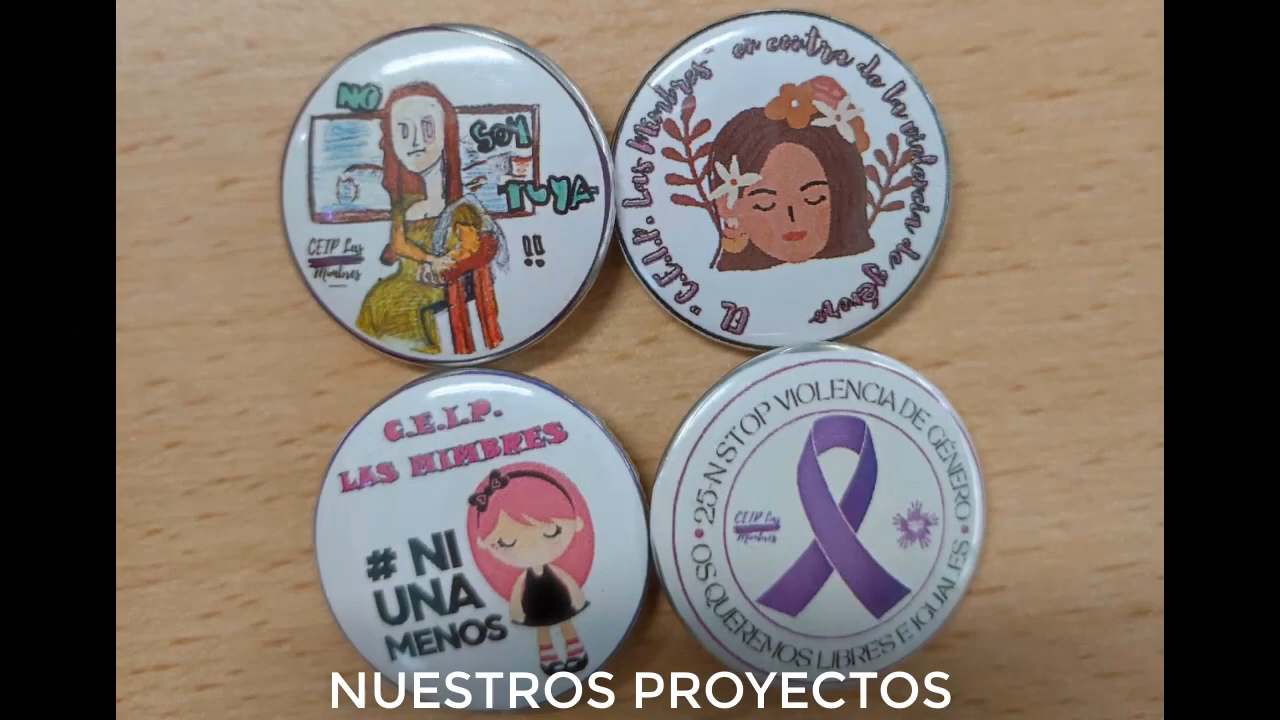 NO
SOY
TUYA
!!
CEIP Las
Mimbres
EL "C.E.I.P. Las Mimbres" en contra de la violencia de género
C.E.I.P.
LAS MIMBRES
# NI
UNA
MENOS
25-N STOP VIOLENCIA DE GÉNERO
OS QUEREMOS LIBRES E IGUALES
CEIP Las
Mimbres
NUESTROS PROYECTOS